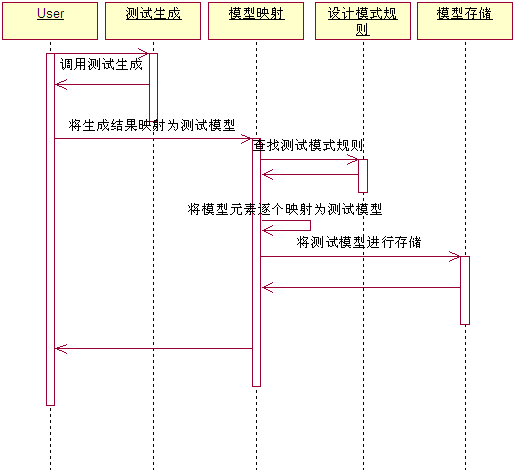 User
测试生成
模型映射
设计模式规
则
模型存储
调用测试生成
将生成结果映射为测试模型
查找测试模式规则
将模型元素逐个映射为测试模型
将测试模型进行存储